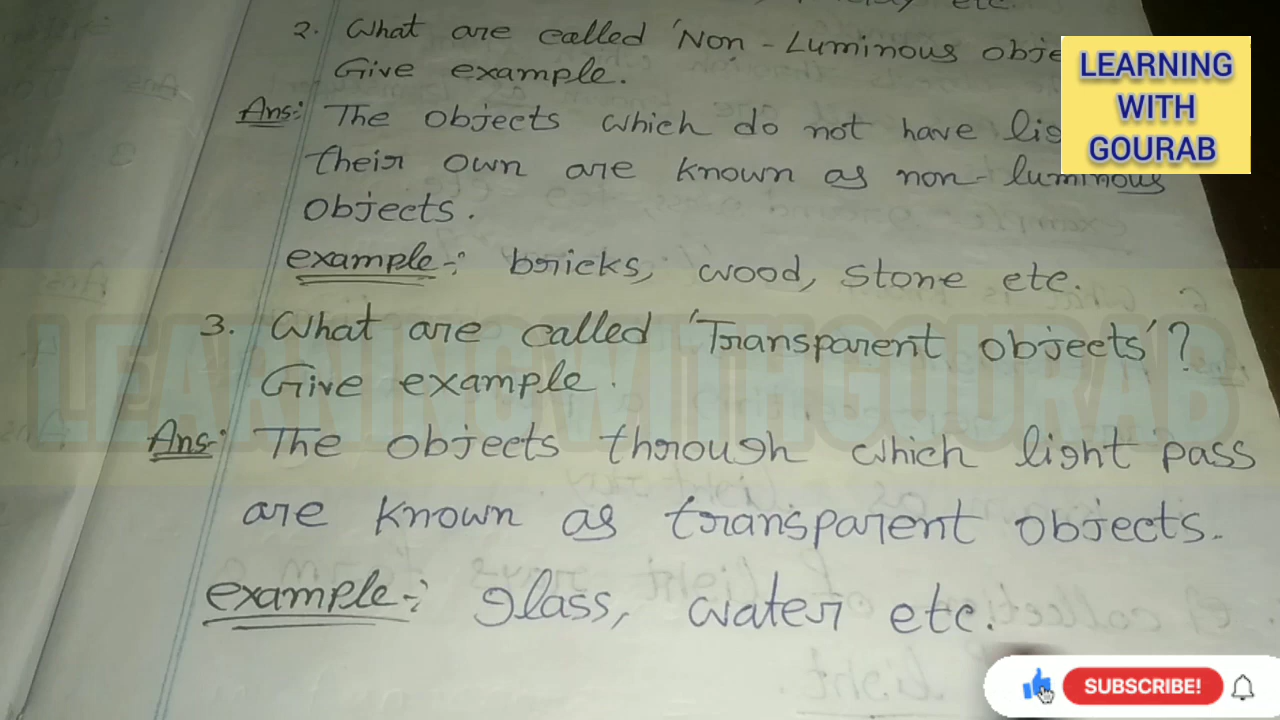 etc.
2. What are called 'Non-Luminous obje
Give example.
Ans:- The objects which do not have lig
their own are known as non-luminous
objects.
example:- bricks, wood, stone etc.
3. What are called 'Transparent objects'?
Give example.
Ans:- The objects through which light pass
are known as transparent objects.
example:- glass, water etc.
LEARNING
WITH
GOURAB
LEARNINGWITHGOURAB
SUBSCRIBE!